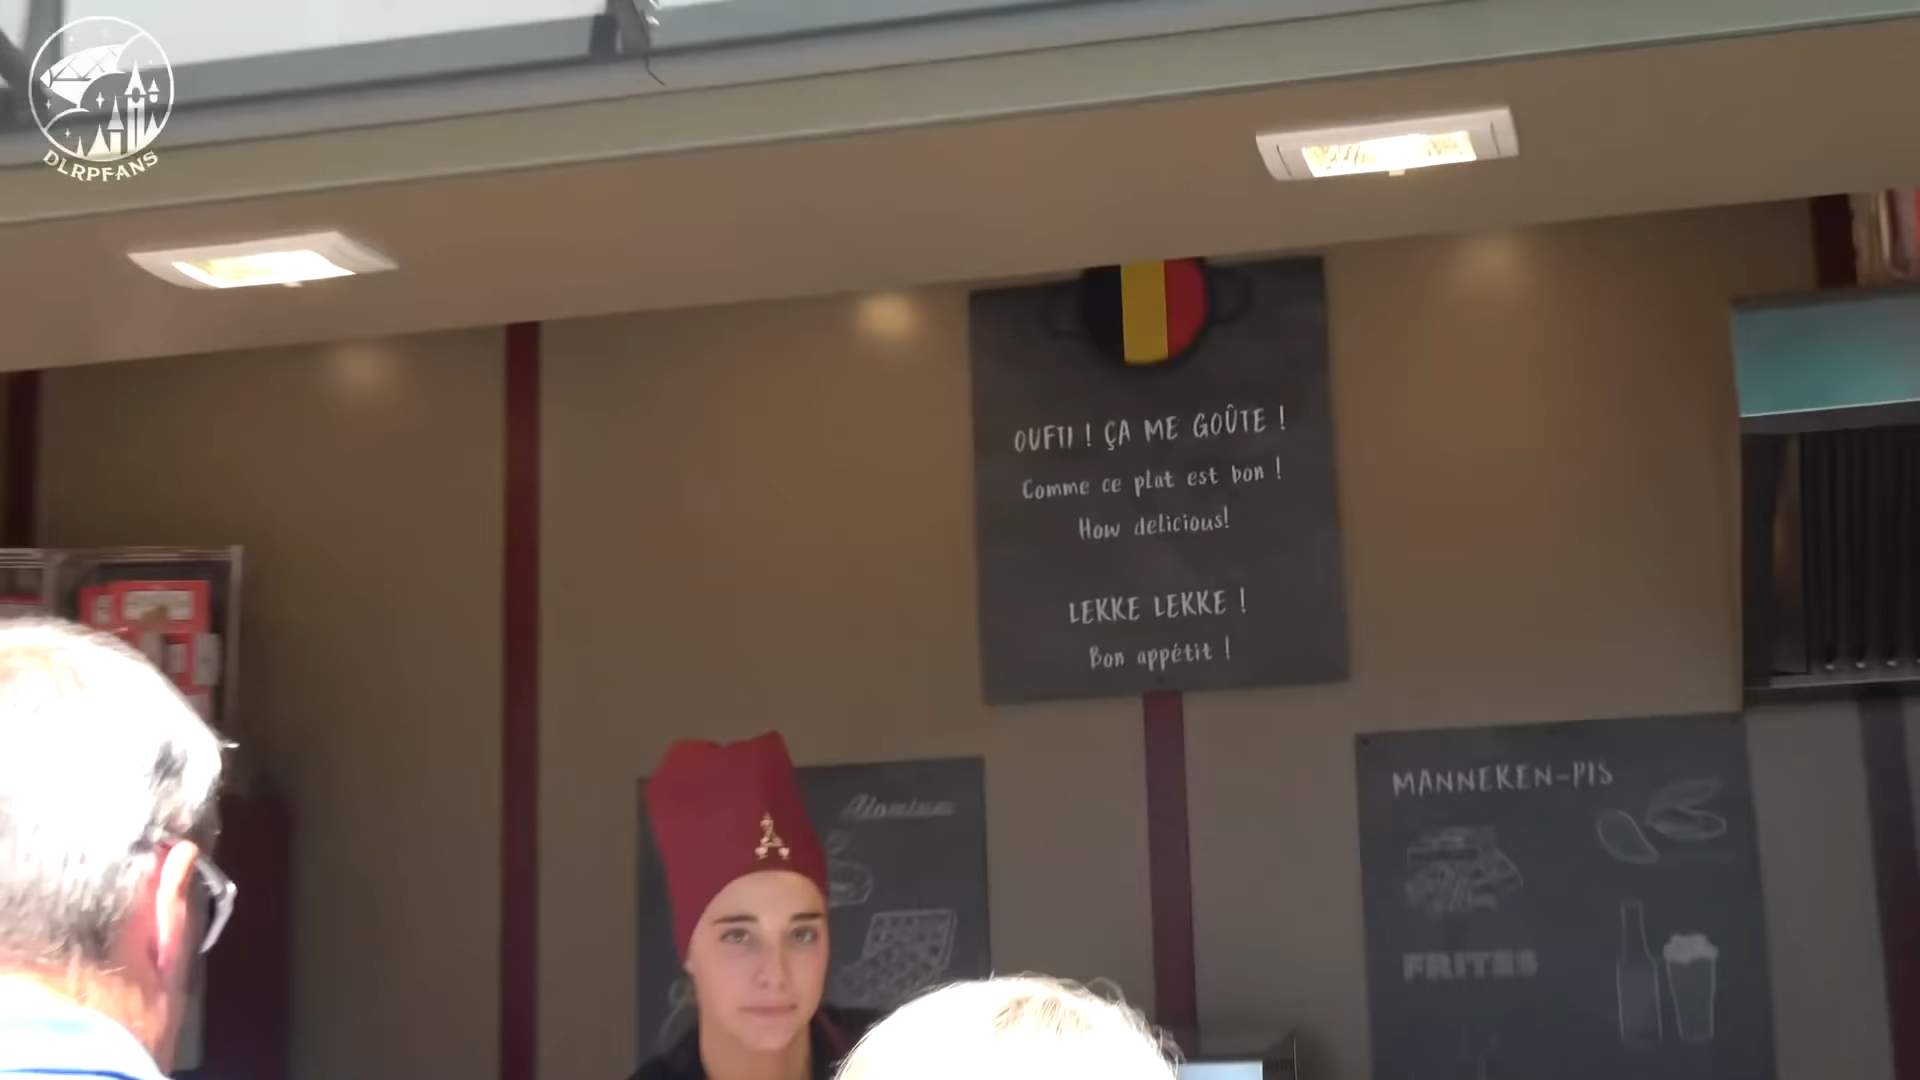 DLRPFANS
OUFTI ! ÇA ME GOÛTE !
Comme ce plat est bon !
How delicious!
LEKKE LEKKE !
Bon appétit !
MANNEKEN-PIS
FRITES